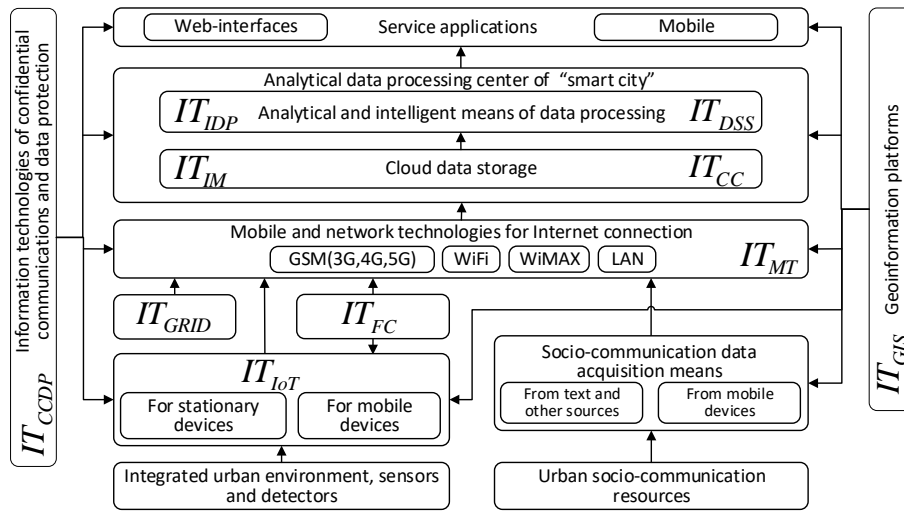 Information technologies of confidential
communications and data protection
IT_CCDP
Web-interfaces
Service applications
Mobile
Analytical data processing center of “smart city”
IT_IDP
Analytical and intelligent means of data processing
IT_DSS
IT_IM
Cloud data storage
IT_CC
Mobile and network technologies for Internet connection
GSM(3G,4G,5G)
WiFi
WiMAX
LAN
IT_MT
IT_GRID
IT_FC
IT_IoT
For stationary
devices
For mobile
devices
Socio-communication data
acquisition means
From text and
other sources
From mobile
devices
Integrated urban environment, sensors
and detectors
Urban socio-communication
resources
Geoinformation platforms
IT_GIS